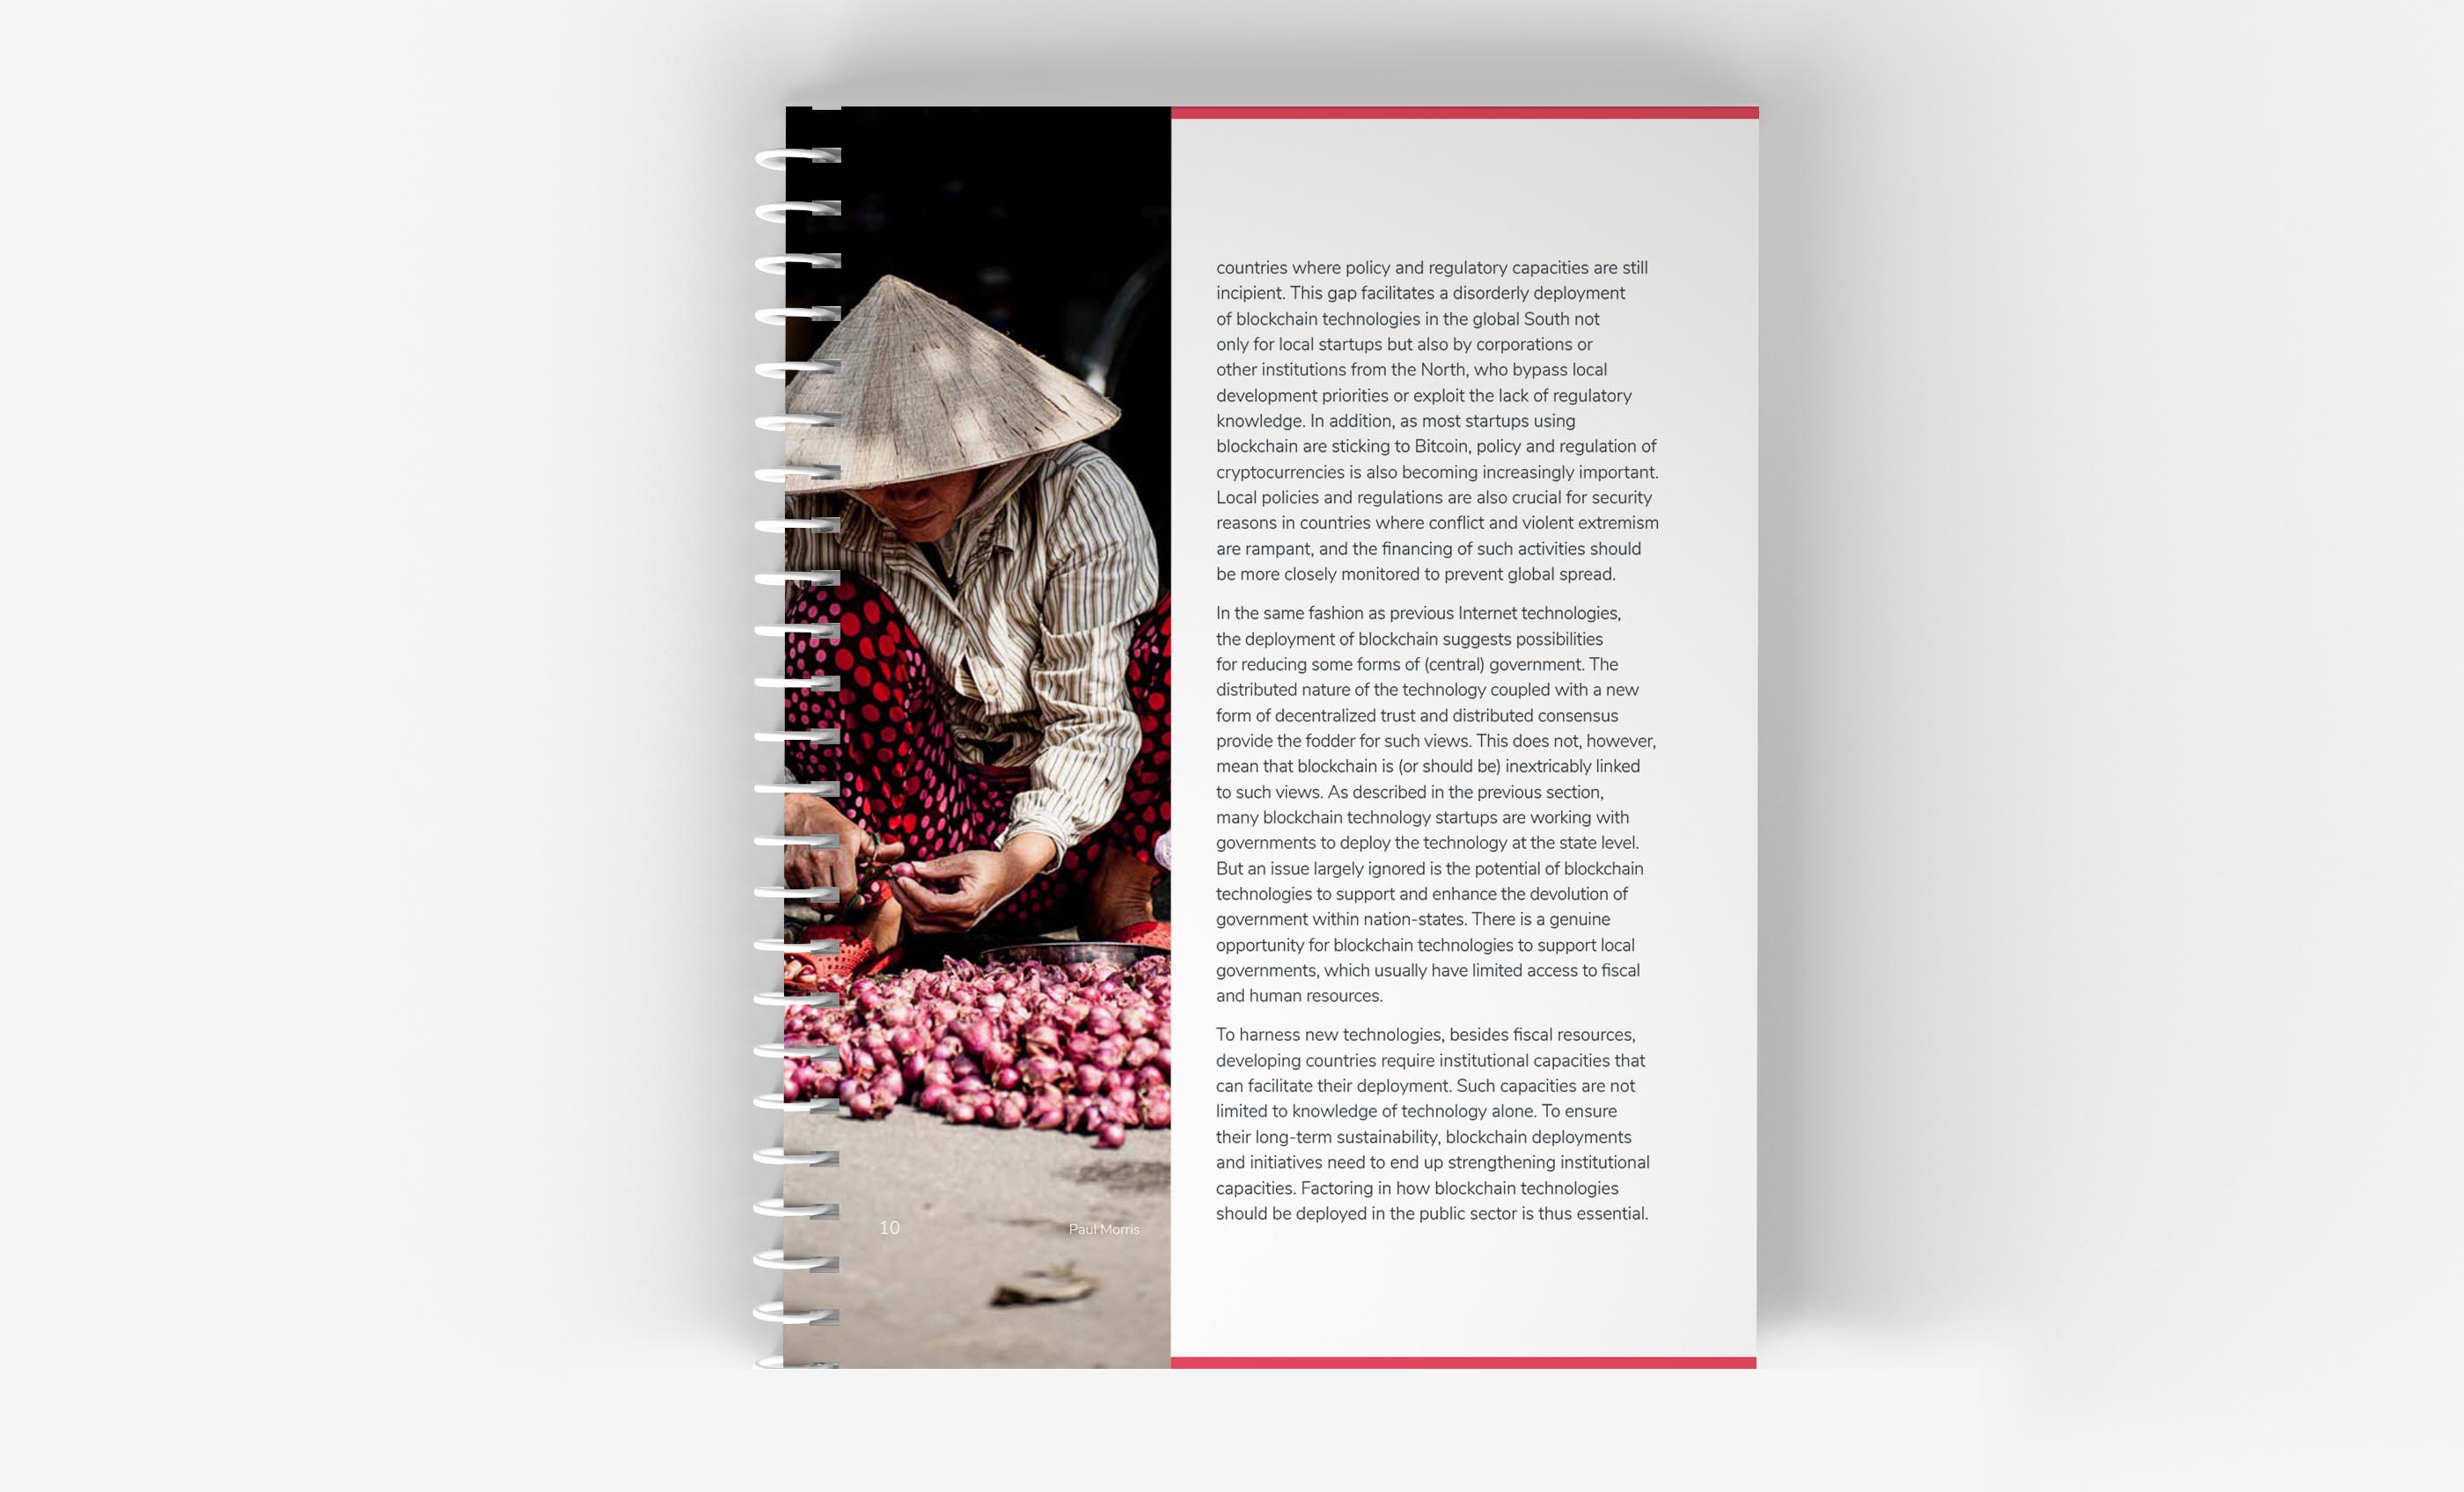 countries where policy and regulatory capacities are still
incipient. This gap facilitates a disorderly deployment
of blockchain technologies in the global South not
only for local startups but also by corporations or
other institutions from the North, who bypass local
development priorities or exploit the lack of regulatory
knowledge. In addition, as most startups using
blockchain are sticking to Bitcoin, policy and regulation of
cryptocurrencies is also becoming increasingly important.
Local policies and regulations are also crucial for security
reasons in countries where conflict and violent extremism
are rampant, and the financing of such activities should
be more closely monitored to prevent global spread.
In the same fashion as previous Internet technologies,
the deployment of blockchain suggests possibilities
for reducing some forms of (central) government. The
distributed nature of the technology coupled with a new
form of decentralized trust and distributed consensus
provide the fodder for such views. This does not, however,
mean that blockchain is (or should be) inextricably linked
to such views. As described in the previous section,
many blockchain technology startups are working with
governments to deploy the technology at the state level.
But an issue largely ignored is the potential of blockchain
technologies to support and enhance the devolution of
government within nation-states. There is a genuine
opportunity for blockchain technologies to support local
governments, which usually have limited access to fiscal
and human resources.
To harness new technologies, besides fiscal resources,
developing countries require institutional capacities that
can facilitate their deployment. Such capacities are not
limited to knowledge of technology alone. To ensure
their long-term sustainability, blockchain deployments
and initiatives need to end up strengthening institutional
capacities. Factoring in how blockchain technologies
should be deployed in the public sector is thus essential.
10
Paul Morris